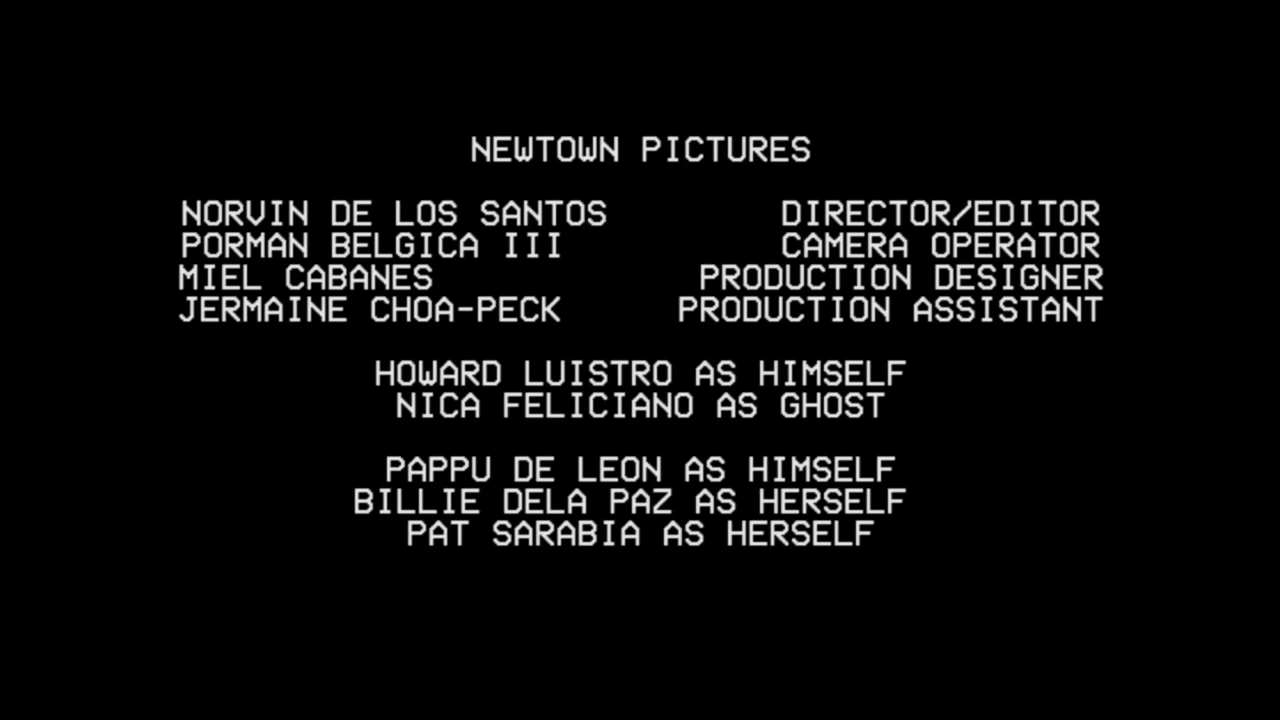 NEWTOWN PICTURES
NORVIN DE LOS SANTOS DIRECTOR/EDITOR
PORMAN BELGICA III CAMERA OPERATOR
MIEL CABANES PRODUCTION DESIGNER
JERMAINE CHOA-PECK PRODUCTION ASSISTANT
HOWARD LUISTRO AS HIMSELF
NICA FELICIANO AS GHOST
PAPPU DE LEON AS HIMSELF
BILLIE DELA PAZ AS HERSELF
PAT SARABIA AS HERSELF